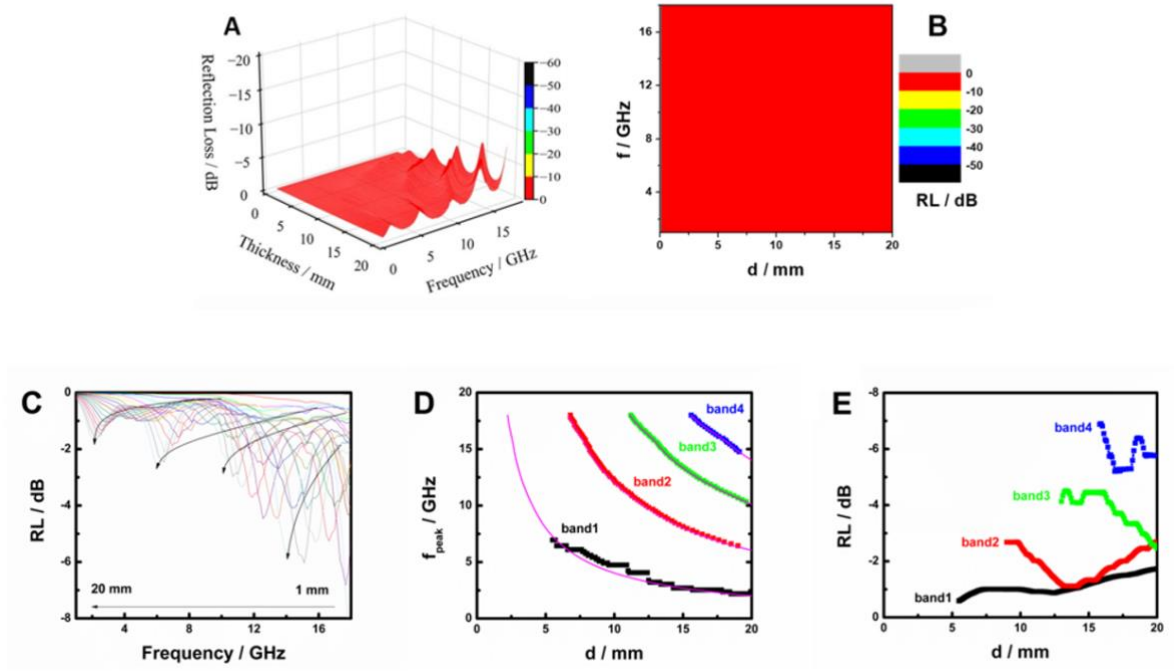 A
Reflection Loss / dB
−20
−15
−10
−5
0
0
5
10
15
20
Thickness / mm
0
5
10
15
Frequency / GHz
−60
−50
−40
−30
−20
−10
0
B
f / GHz
16
12
8
4
0
5
10
15
20
d / mm
0
-10
-20
-30
-40
-50
RL / dB
C
RL / dB
0
-2
-4
-6
-8
20 mm
1 mm
4
8
12
16
Frequency / GHz
D
f peak / GHz
20
15
10
5
0
band1
band2
band3
band4
0
5
10
15
20
d / mm
E
RL / dB
-8
-6
-4
-2
0
band4
band3
band2
band1
0
5
10
15
20
d / mm